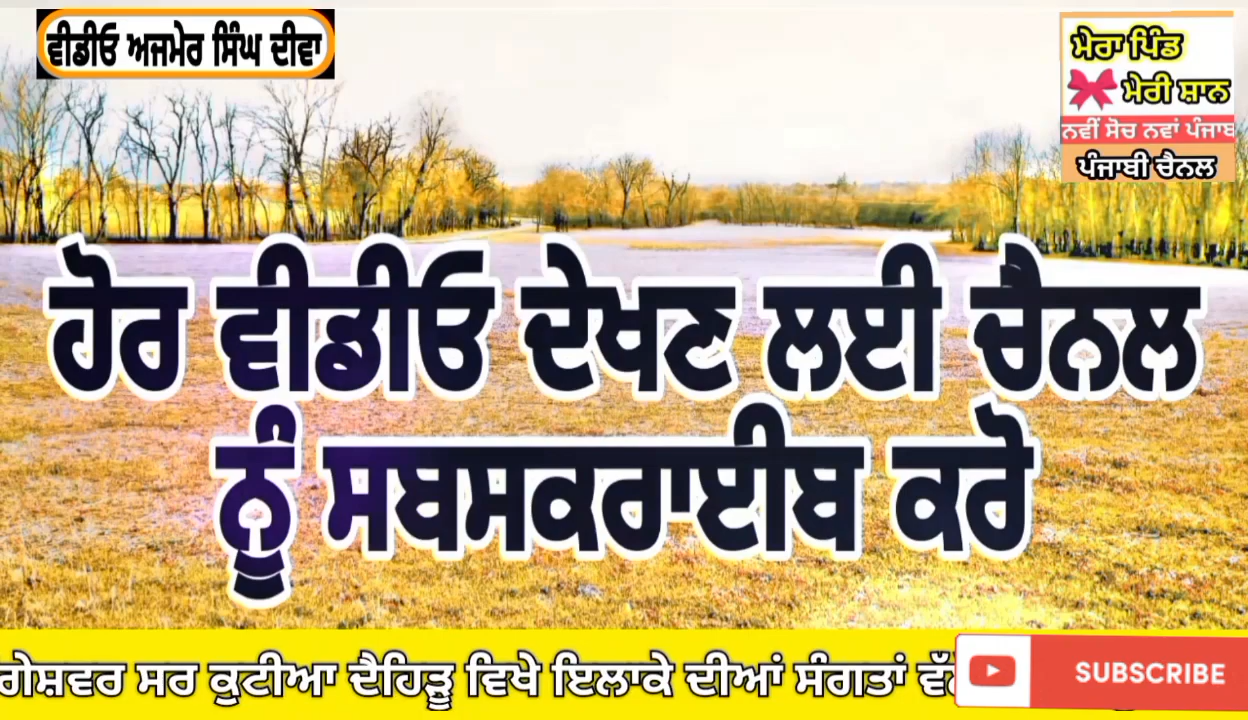 ਵੀਡੀਓ ਅਜਮੇਰ ਸਿੰਘ ਦੀਵਾ
ਮੇਰਾ ਪਿੰਡ
ਮੇਰੀ ਸ਼ਾਨ
ਨਵੀਂ ਸੋਚ ਨਵਾਂ ਪੰਜਾਬ
ਪੰਜਾਬੀ ਚੈਨਲ
ਹੋਰ ਵੀਡੀਓ ਦੇਖਣ ਲਈ ਚੈਨਲ
ਨੂੰ ਸਬਸਕਰਾਈਬ ਕਰੋ
ਸਰ ਕੁਟੀਆ ਦੈਹਿੜੂ ਵਿਖੇ ਇਲਾਕੇ ਦੀਆਂ ਸੰਗਤਾਂ
SUBSCRIBE